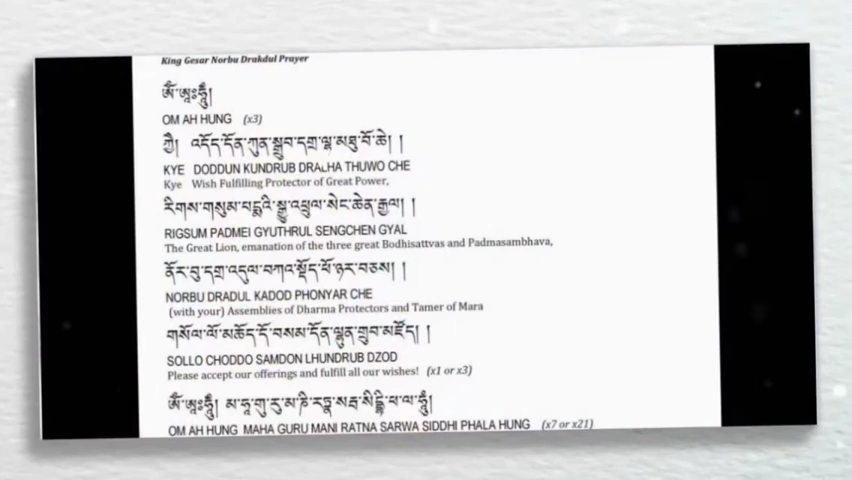 King Gesar Norbu Drakdul Prayer
ༀ་ཨཱཿཧཱུྂ།
OM AH HUNG (x3)
ཀྱཻ། འདོད་དོན་ཀུན་སྒྲུབ་དགྲ་ལྷ་མཐུ་བོ་ཆེ། །
KYE DODDUN KUNDRUB DRALHA THUWO CHE
Kye Wish Fulfilling Protector of Great Power,
རིགས་གསུམ་པདྨའི་སྒྱུ་འཕྲུལ་སེང་ཆེན་རྒྱལ། །
RIGSUM PADMEI GYUTHRUL SENGCHEN GYAL
The Great Lion, emanation of the three great Bodhisattvas and Padmasambhava,
ནོར་བུ་དགྲ་འདུལ་བཀའ་སྡོད་ཕོ་ཉར་བཅས། །
NORBU DRADUL KADOD PHONYAR CHE
(with your) Assemblies of Dharma Protectors and Tamer of Mara
གསོལ་ལོ་མཆོད་དོ་བསམ་དོན་ལྷུན་གྲུབ་མཛོད། །
SOLLO CHODDO SAMDON LHUNDRUB DZOD
Please accept our offerings and fulfill all our wishes! (x1 or x3)
ༀ་ཨཱཿཧཱུྂ། མ་ཧཱ་གུ་རུ་མ་ཎི་རཏྣ་སརྦ་སིདྡྷི་ཕ་ལ་ཧཱུྂ།
OM AH HUNG MAHA GURU MANI RATNA SARWA SIDDHI PHALA HUNG (x7 or x21)